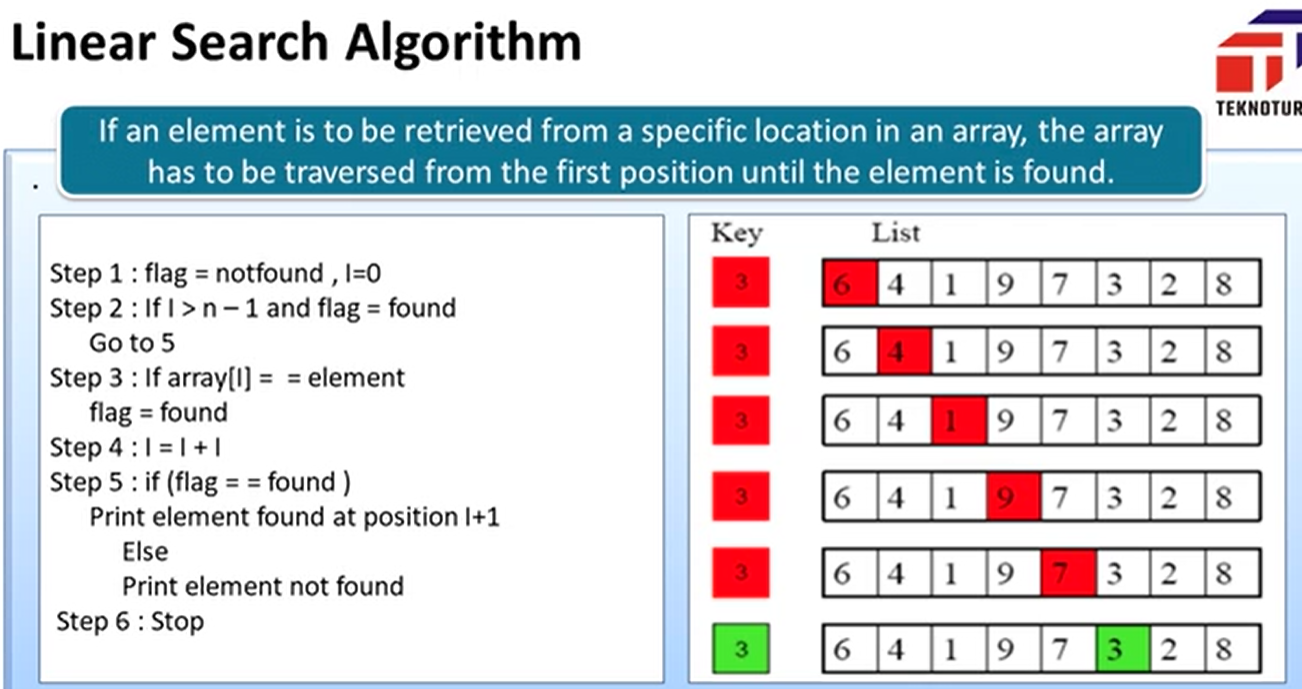 Linear Search Algorithm
TEKNOTUR
If an element is to be retrieved from a specific location in an array, the array
has to be traversed from the first position until the element is found.
.
Step 1 : flag = notfound , I=0
Step 2 : If I > n – 1 and flag = found
Go to 5
Step 3 : If array[I] = = element
flag = found
Step 4 : I = I + I
Step 5 : if (flag = = found )
Print element found at position I+1
Else
Print element not found
Step 6 : Stop
Key List
3 6 4 1 9 7 3 2 8
3 6 4 1 9 7 3 2 8
3 6 4 1 9 7 3 2 8
3 6 4 1 9 7 3 2 8
3 6 4 1 9 7 3 2 8
3 6 4 1 9 7 3 2 8